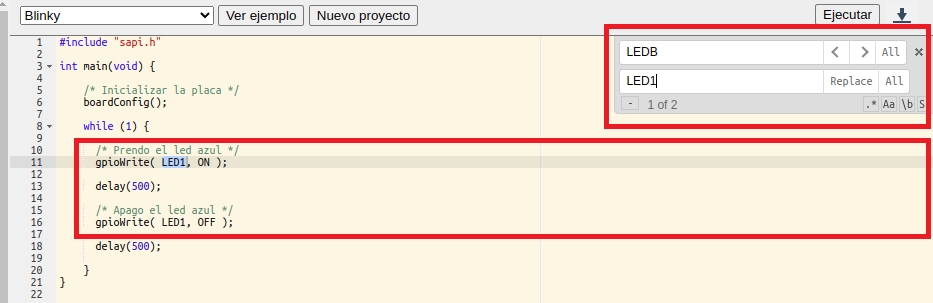 Blinky Ver ejemplo Nuevo proyecto Ejecutar
LEDB All
LED1 Replace All
- 1 of 2 .* Aa \b S
1 #include "sapi.h"
2
3 int main(void) {
4
5 /* Inicializar la placa */
6 boardConfig();
7
8 while (1) {
9
10 /* Prendo el led azul */
11 gpioWrite( LED1, ON );
12
13 delay(500);
14
15 /* Apago el led azul */
16 gpioWrite( LED1, OFF );
17
18 delay(500);
19
20 }
21 }
22